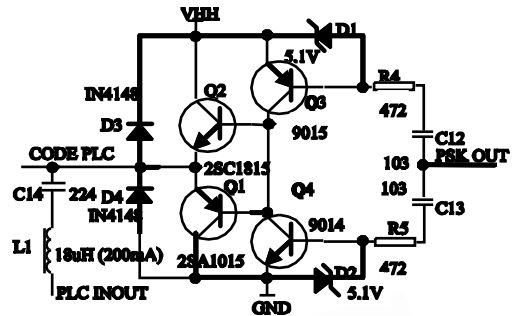 VHH
D1
5.1V
R4
IN4148
Q2
Q3
472
D3
9015
C12
CODE PLC
2SC1815
103
PSK OUT
C14
224
D4
Q1
Q4
103
IN4148
9014
C13
L1
18uH (200mA)
2SA1015
R5
472
D2
PLC INOUT
GND
5.1V